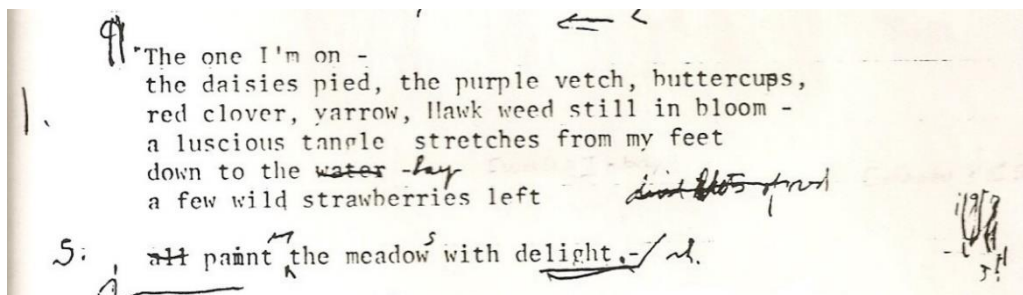 "The one I'm on -
the daisies pied, the purple vetch, buttercups,
1. red clover, yarrow, Hawk weed still in bloom -
a luscious tangle stretches from my feet
down to the water - bay
a few wild strawberries left
S: all paint the meadows with delight.-/